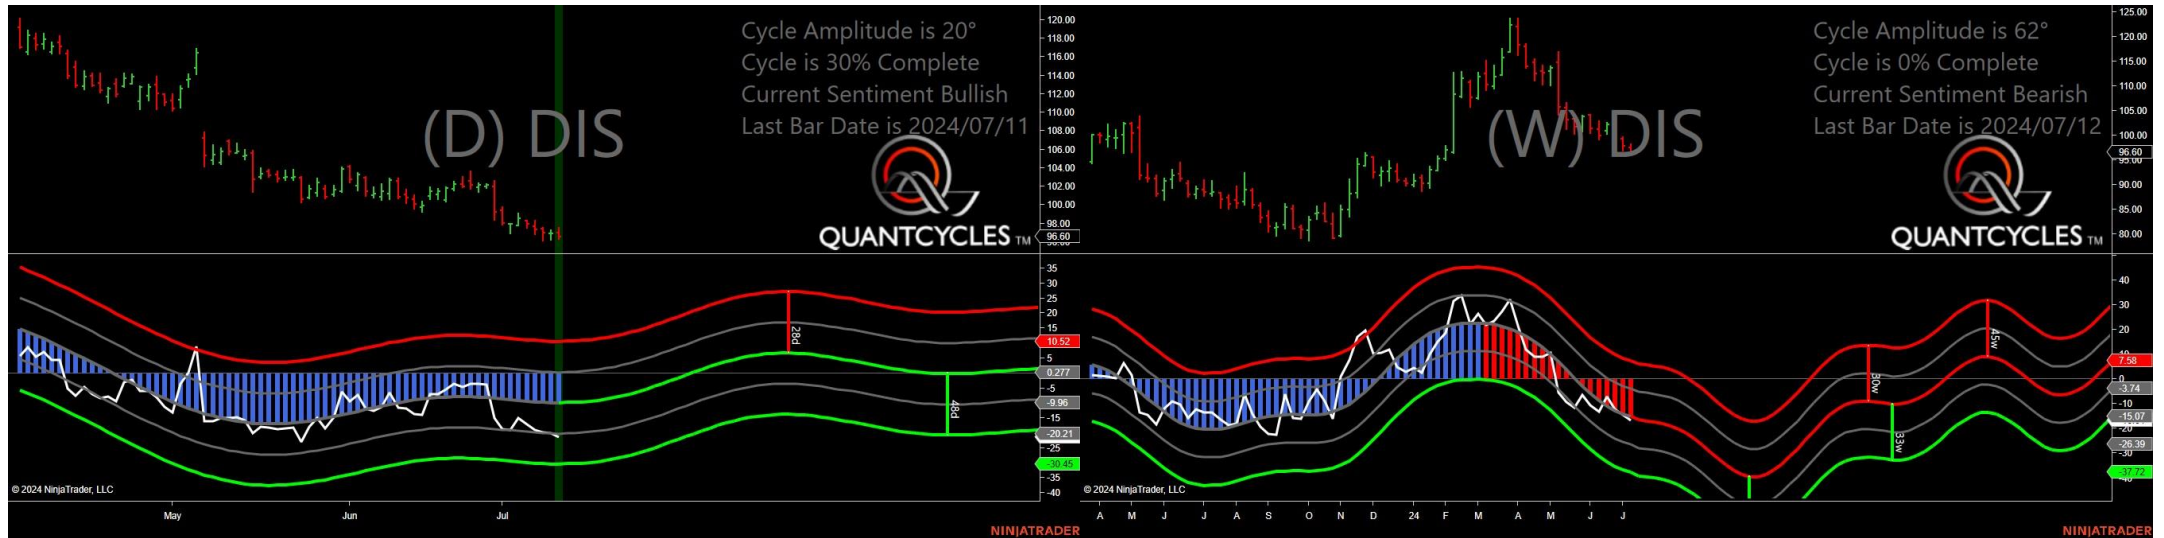 Cycle Amplitude is 20°
Cycle is 30% Complete
Current Sentiment Bullish
Last Bar Date is 2024/07/11
(D) DIS
QUANTCYCLES TM
120.00
118.00
116.00
114.00
112.00
110.00
108.00
106.00
104.00
102.00
100.00
98.00
96.60
35
30
25
20
15
10.52
5
0.277
-5
-9.96
-15
-20.21
-25
-30.45
-35
-40
28d
48d
© 2024 NinjaTrader, LLC
May
Jun
Jul
NINJATRADER
Cycle Amplitude is 62°
Cycle is 0% Complete
Current Sentiment Bearish
Last Bar Date is 2024/07/12
(W) DIS
QUANTCYCLES TM
125.00
120.00
115.00
110.00
105.00
100.00
96.60
95.00
90.00
85.00
80.00
40
30
20
7.58
0
-3.74
-10
-15.07
-20
-26.39
-30
-37.72
-40
30w
33w
45w
© 2024 NinjaTrader, LLC
A
M
J
J
A
S
O
N
D
24
F
M
A
M
J
J
NINJATRADER